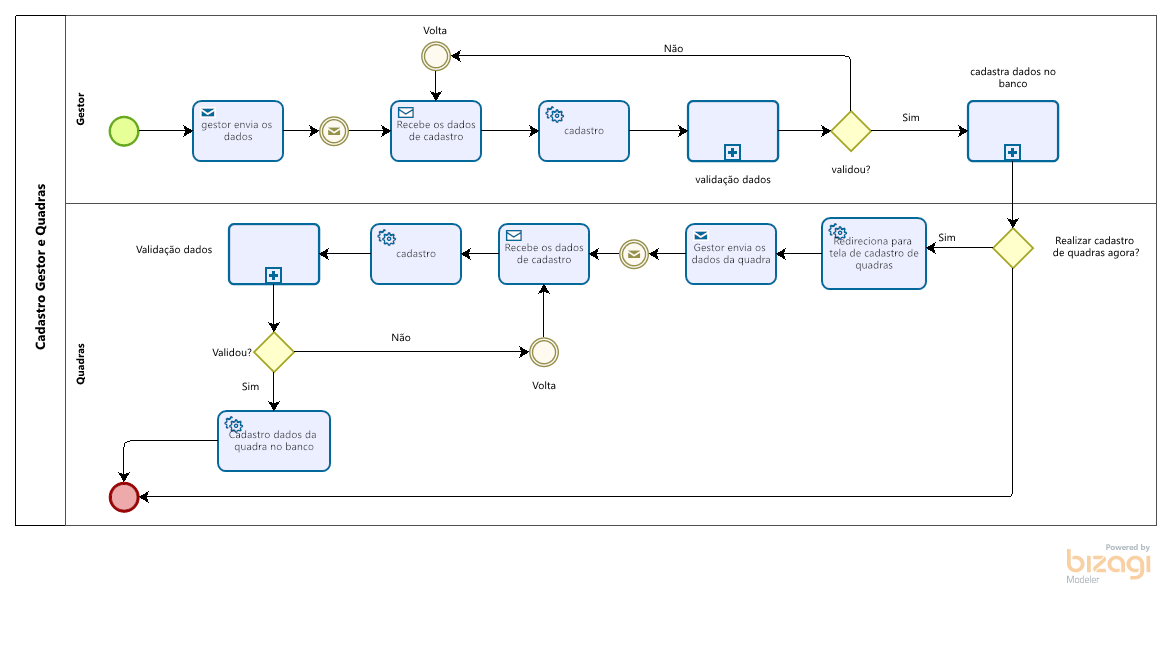 Cadastro Gestor e Quadras
Gestor
Volta
Não
cadastra dados no
banco
gestor envia os
dados
Recebe os dados
de cadastro
cadastro
Sim
validação dados
validou?
Quadras
Validação dados
cadastro
Recebe os dados
de cadastro
Gestor envia os
dados da quadra
Redireciona para
tela de cadastro de
quadras
Sim
Realizar cadastro
de quadras agora?
Validou?
Não
Sim
Volta
Cadastro dados da
quadra no banco
Powered by
bizagi
Modeler